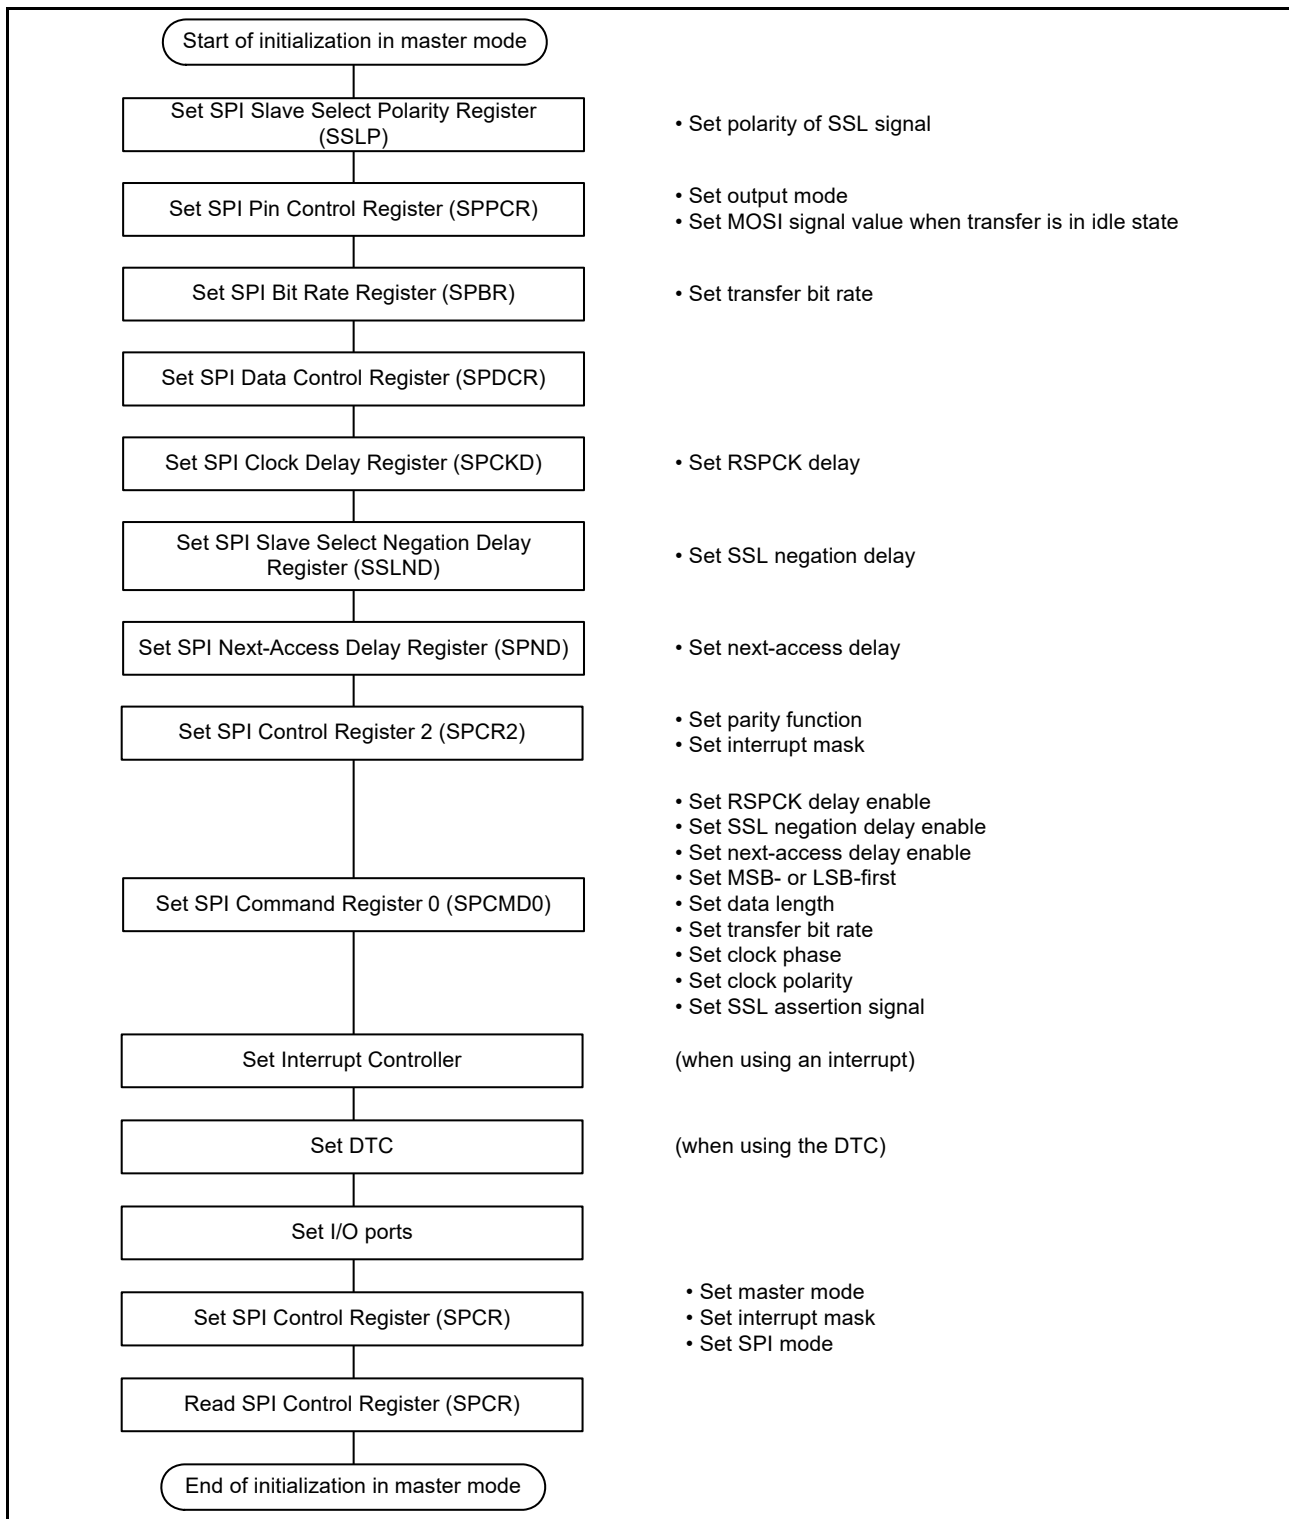 Start of initialization in master mode
Set SPI Slave Select Polarity Register
(SSLP)
• Set polarity of SSL signal
Set SPI Pin Control Register (SPPCR)
• Set output mode
• Set MOSI signal value when transfer is in idle state
Set SPI Bit Rate Register (SPBR)
• Set transfer bit rate
Set SPI Data Control Register (SPDCR)
Set SPI Clock Delay Register (SPCKD)
• Set RSPCK delay
Set SPI Slave Select Negation Delay
Register (SSLND)
• Set SSL negation delay
Set SPI Next-Access Delay Register (SPND)
• Set next-access delay
Set SPI Control Register 2 (SPCR2)
• Set parity function
• Set interrupt mask
Set SPI Command Register 0 (SPCMD0)
• Set RSPCK delay enable
• Set SSL negation delay enable
• Set next-access delay enable
• Set MSB- or LSB-first
• Set data length
• Set transfer bit rate
• Set clock phase
• Set clock polarity
• Set SSL assertion signal
Set Interrupt Controller
(when using an interrupt)
Set DTC
(when using the DTC)
Set I/O ports
Set SPI Control Register (SPCR)
• Set master mode
• Set interrupt mask
• Set SPI mode
Read SPI Control Register (SPCR)
End of initialization in master mode